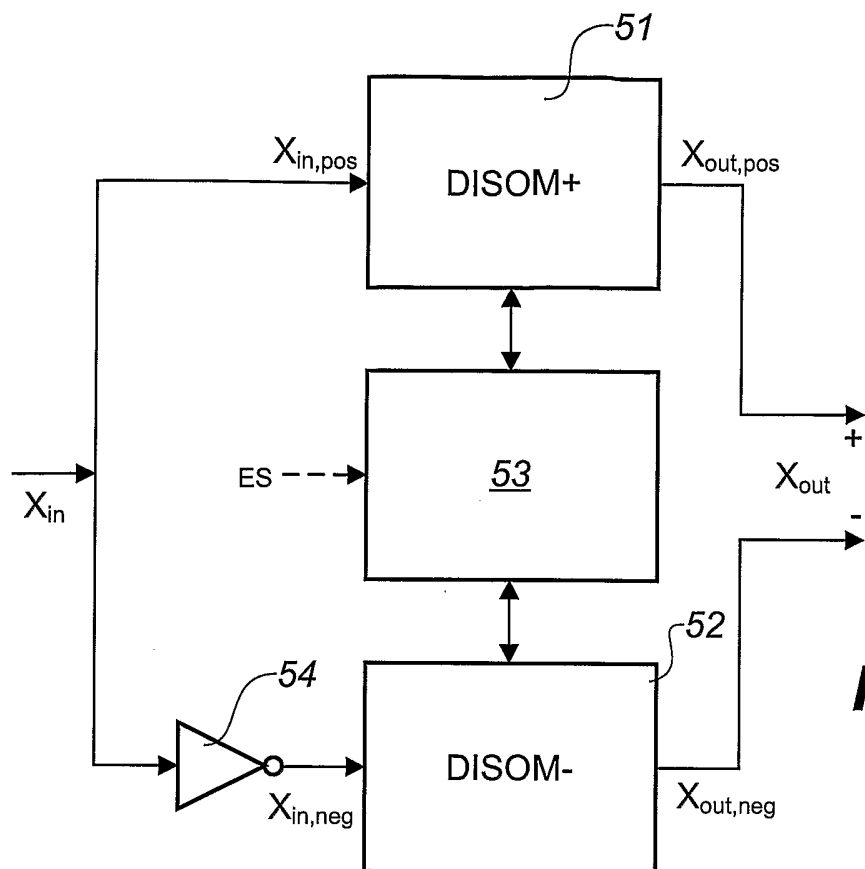 51
X_in,pos
X_out,pos
DISOM+
+
ES
53
X_in
X_out
-
52
54
DISOM-
X_in,neg
X_out,neg